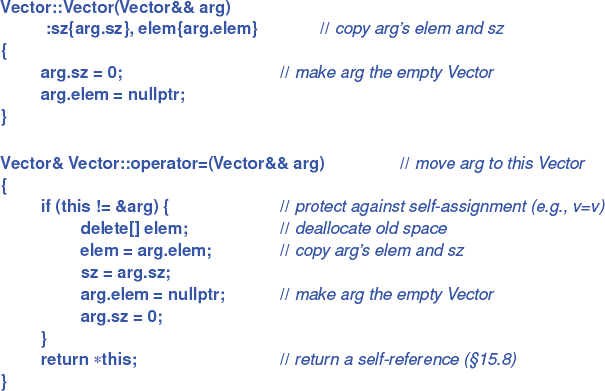 Vector::Vector(Vector&& arg)
:sz{arg.sz}, elem{arg.elem} // copy arg’s elem and sz
{
arg.sz = 0; // make arg the empty Vector
arg.elem = nullptr;
}
Vector& Vector::operator=(Vector&& arg) // move arg to this Vector
{
if (this != &arg) { // protect against self-assignment (e.g., v=v)
delete[] elem; // deallocate old space
elem = arg.elem; // copy arg’s elem and sz
sz = arg.sz;
arg.elem = nullptr; // make arg the empty Vector
arg.sz = 0;
}
return *this; // return a self-reference (§15.8)
}